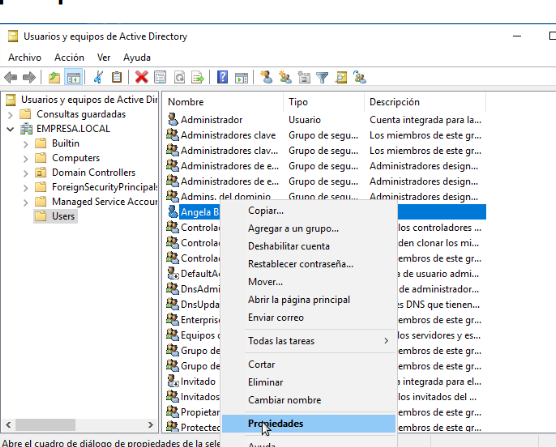 Usuarios y equipos de Active Directory
Archivo Acción Ver Ayuda
Usuarios y equipos de Active Dir
Consultas guardadas
EMPRESA.LOCAL
Builtin
Computers
Domain Controllers
ForeignSecurityPrincipals
Managed Service Accour
Users
Nombre Tipo Descripción
Administrador Usuario Cuenta integrada para la...
Administradores clave Grupo de segu... Los miembros de este gr...
Administradores clav... Grupo de segu... Los miembros de este gr...
Administradores de e... Grupo de segu... Administradores design...
Administradores de e... Grupo de segu... Administradores design...
Admins. del dominio Grupo de segu... Administradores design...
Angela B
Controla los controladores ...
Controla den clonar los mi...
Controla embros de este gr...
DefaultA a de usuario admi...
DnsAdmi de administrador...
DnsUpda es DNS que tienen...
Enterpris embros de este gr...
Equipos los servidores y es...
Grupo de embros de este gr...
Grupo de embros de este gr...
Invitado a integrada para el...
Invitados los invitados del ...
Propietar embros de este gr...
Protectec embros de este gr...
Copiar...
Agregar a un grupo...
Deshabilitar cuenta
Restablecer contraseña...
Mover...
Abrir la página principal
Enviar correo
Todas las tareas
Cortar
Eliminar
Cambiar nombre
Propiedades
Ayuda
Abre el cuadro de diálogo de propiedades de la sele